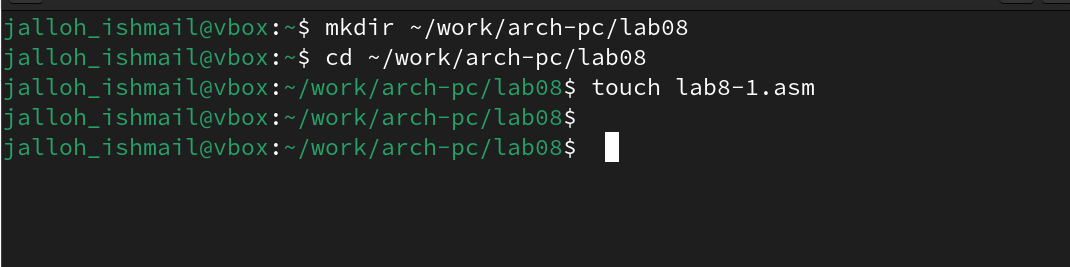 jalloh_ishmail@vbox:~$ mkdir ~/work/arch-pc/lab08
jalloh_ishmail@vbox:~$ cd ~/work/arch-pc/lab08
jalloh_ishmail@vbox:~/work/arch-pc/lab08$ touch lab8-1.asm
jalloh_ishmail@vbox:~/work/arch-pc/lab08$
jalloh_ishmail@vbox:~/work/arch-pc/lab08$